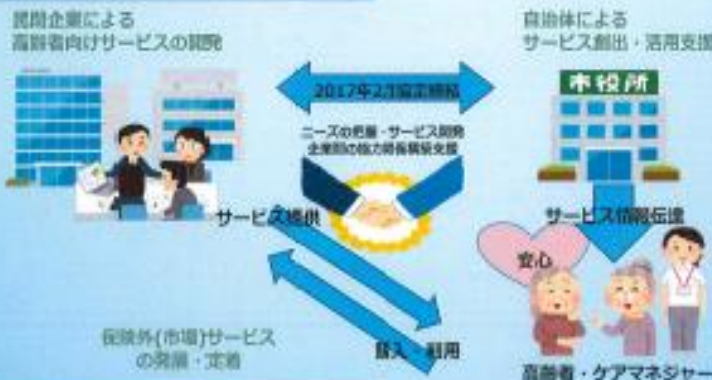 民間企業による
高齢者向けサービスの開発
自治体による
サービス創出・活用支援
2017年2月協定締結
市役所
ニーズの把握・サービス開発
企業間の協力関係構築支援
サービス提供
サービス情報伝達
安心
保険外(市場)サービス
の発展・定着
購入・利用
高齢者・ケアマネジャー